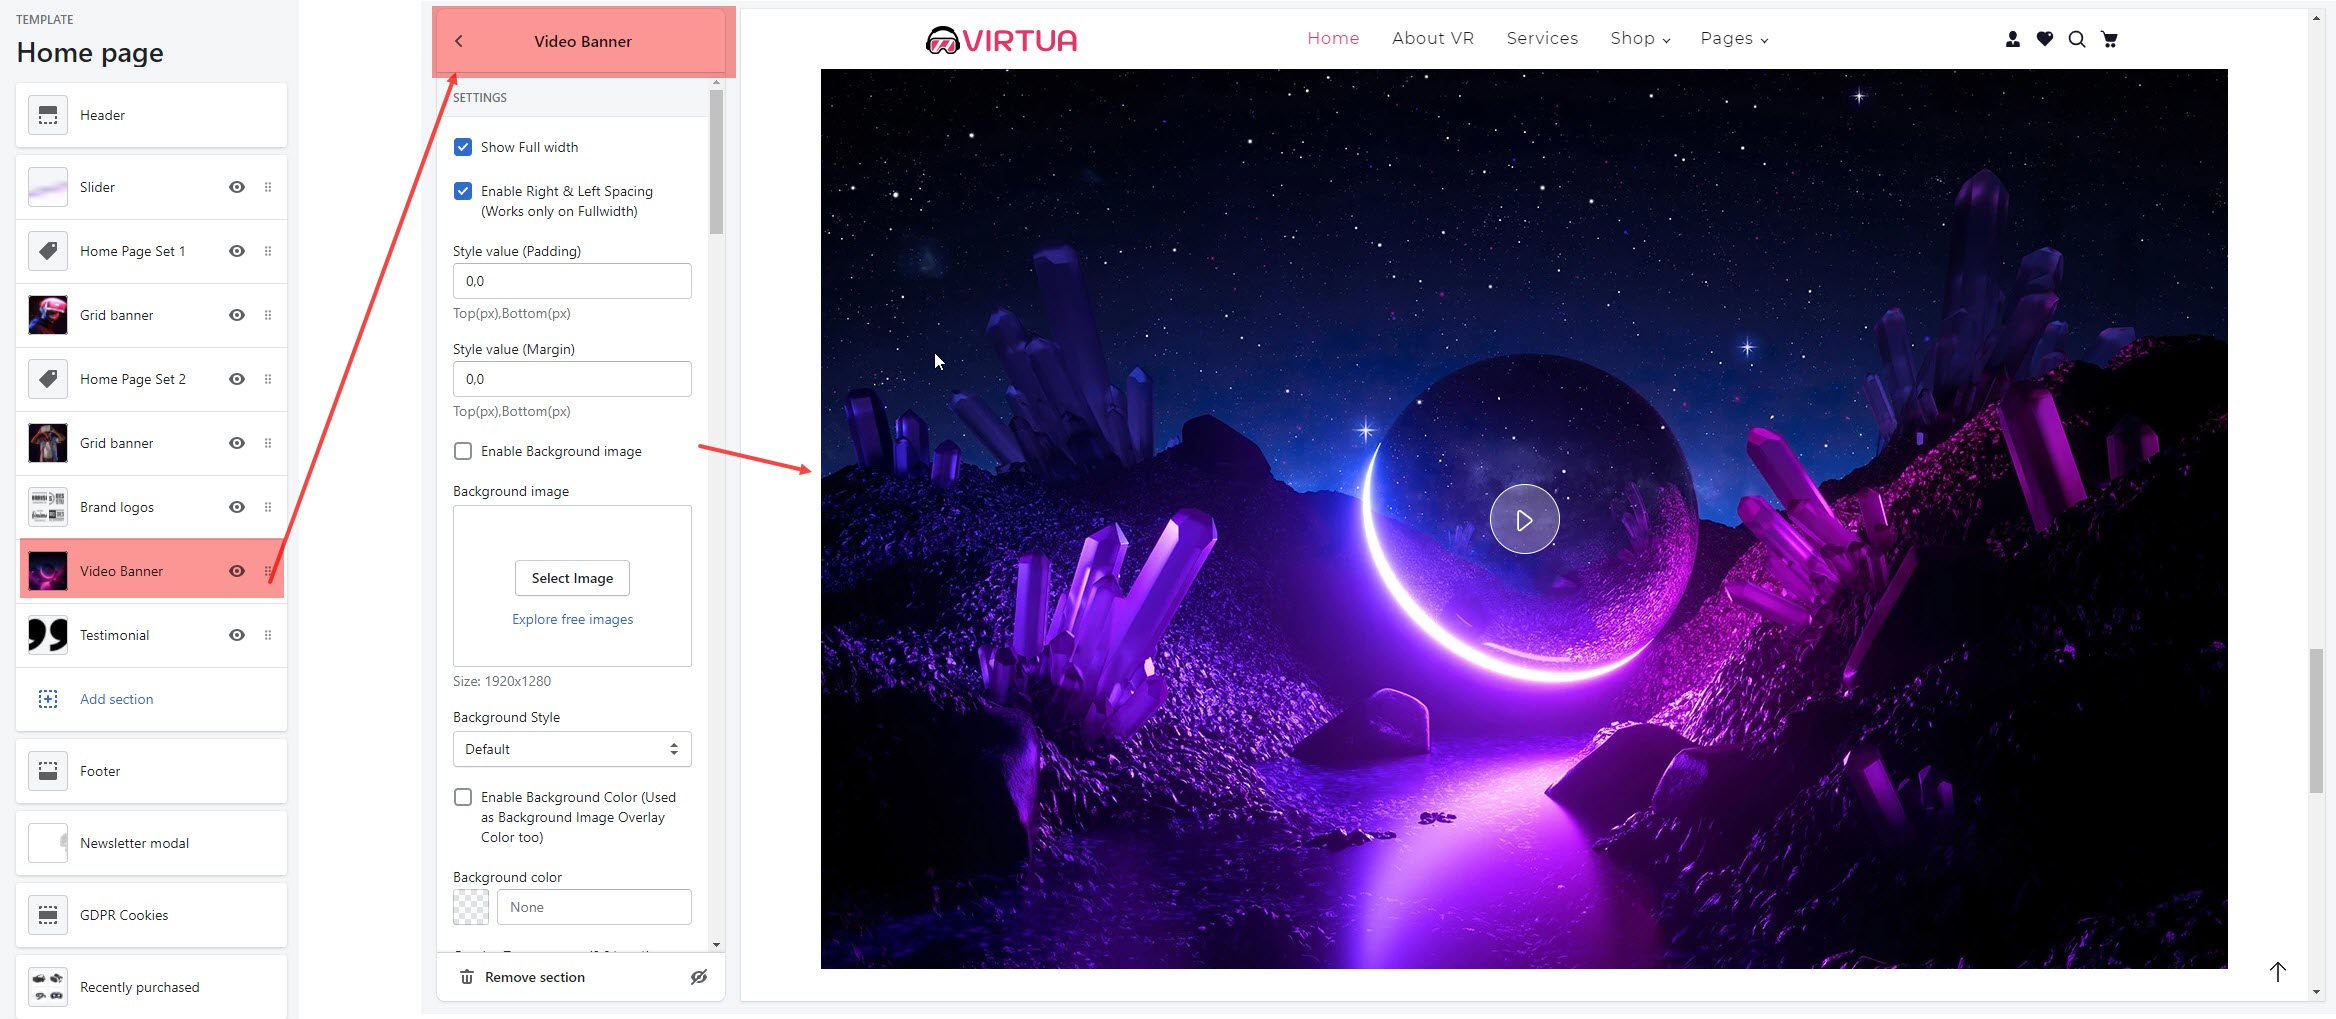 TEMPLATE
Home page
Header
Slider
Home Page Set 1
Grid banner
Home Page Set 2
Grid banner
Brand logos
Video Banner
Testimonial
Add section
Footer
Newsletter modal
GDPR Cookies
Recently purchased
Video Banner
SETTINGS
Show Full width
Enable Right & Left Spacing
(Works only on Fullwidth)
Style value (Padding)
0,0
Top(px),Bottom(px)
Style value (Margin)
0,0
Top(px),Bottom(px)
Enable Background image
Background image
Select Image
Explore free images
Size: 1920x1280
Background Style
Default
Enable Background Color (Used
as Background Image Overlay
Color too)
Background color
None
Remove section
VIRTUA
Home About VR Services Shop Pages